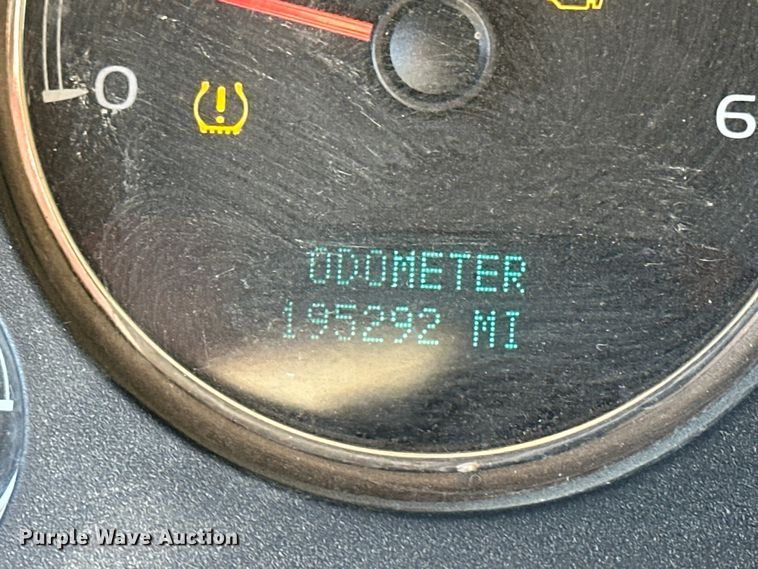 0
6
ODOMETER
195292 MI
Purple Wave Auction